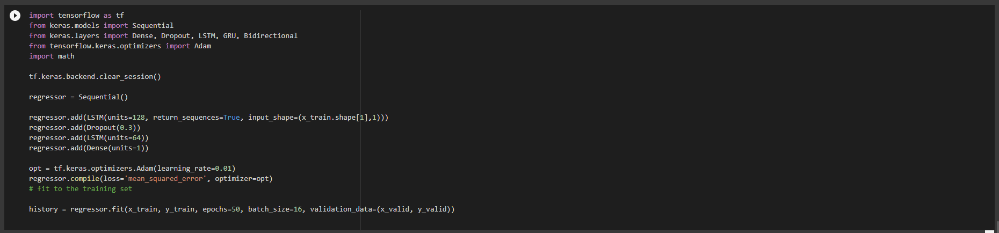 import tensorflow as tf
from keras.models import Sequential
from keras.layers import Dense, Dropout, LSTM, GRU, Bidirectional
from tensorflow.keras.optimizers import Adam
import math
tf.keras.backend.clear_session()
regressor = Sequential()
regressor.add(LSTM(units=128, return_sequences=True, input_shape=(x_train.shape[1],1)))
regressor.add(Dropout(0.3))
regressor.add(LSTM(units=64))
regressor.add(Dense(units=1))
opt = tf.keras.optimizers.Adam(learning_rate=0.01)
regressor.compile(loss='mean_squared_error', optimizer=opt)
# fit to the training set
history = regressor.fit(x_train, y_train, epochs=50, batch_size=16, validation_data=(x_valid, y_valid))